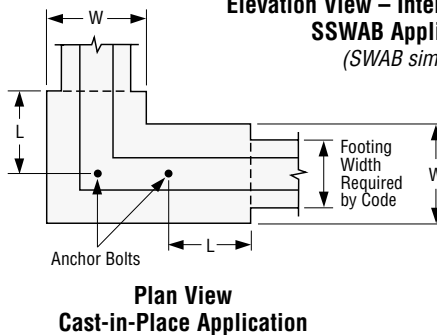 Elevation View – Inte
SSWAB Appli
(SWAB sim
W
L
Footing
Width
Required
by Code
W
L
Anchor Bolts
Plan View
Cast-in-Place Application